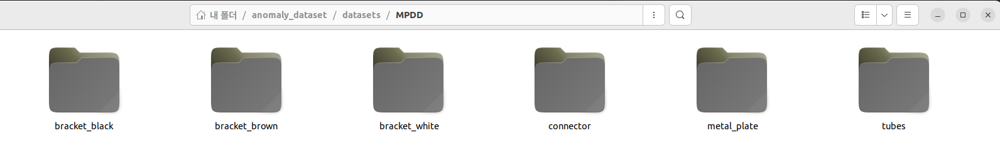 내 폴더 / anomaly_dataset / datasets / MPDD
bracket_black
bracket_brown
bracket_white
connector
metal_plate
tubes